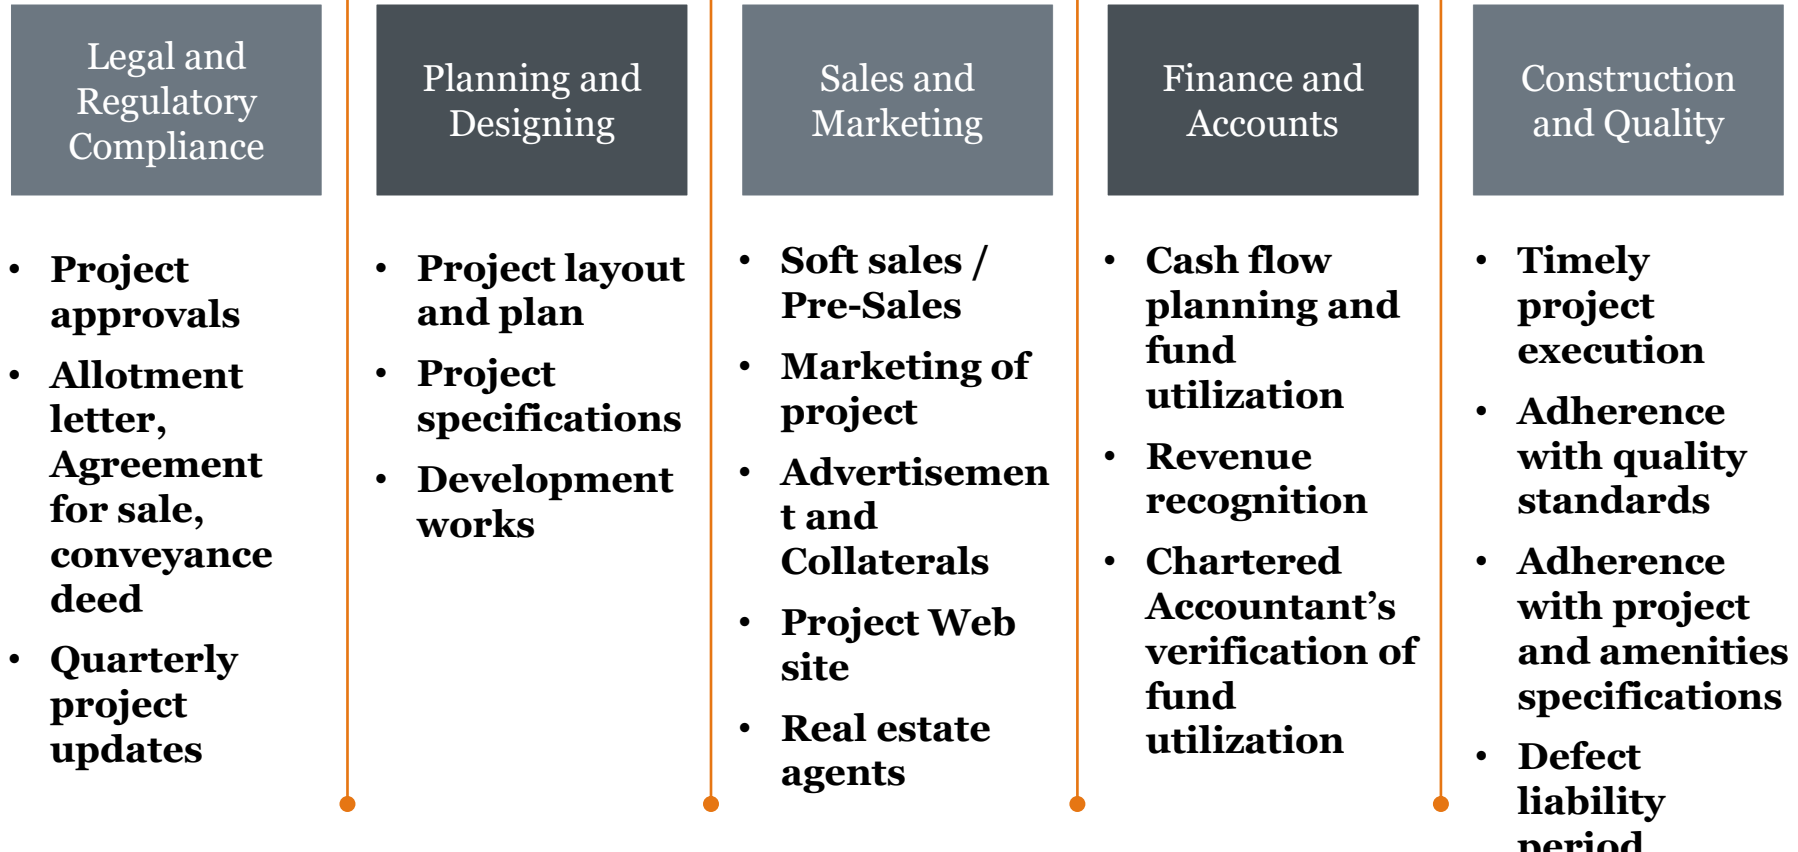 Legal and
Regulatory
Compliance
• Project
approvals
• Allotment
letter,
Agreement
for sale,
conveyance
deed
• Quarterly
project
updates
Planning and
Designing
• Project layout
and plan
• Project
specifications
• Development
works
Sales and
Marketing
• Soft sales /
Pre-Sales
• Marketing of
project
• Advertisemen
t and
Collaterals
• Project Web
site
• Real estate
agents
Finance and
Accounts
• Cash flow
planning and
fund
utilization
• Revenue
recognition
• Chartered
Accountant’s
verification of
fund
utilization
Construction
and Quality
• Timely
project
execution
• Adherence
with quality
standards
• Adherence
with project
and amenities
specifications
• Defect
liability
period